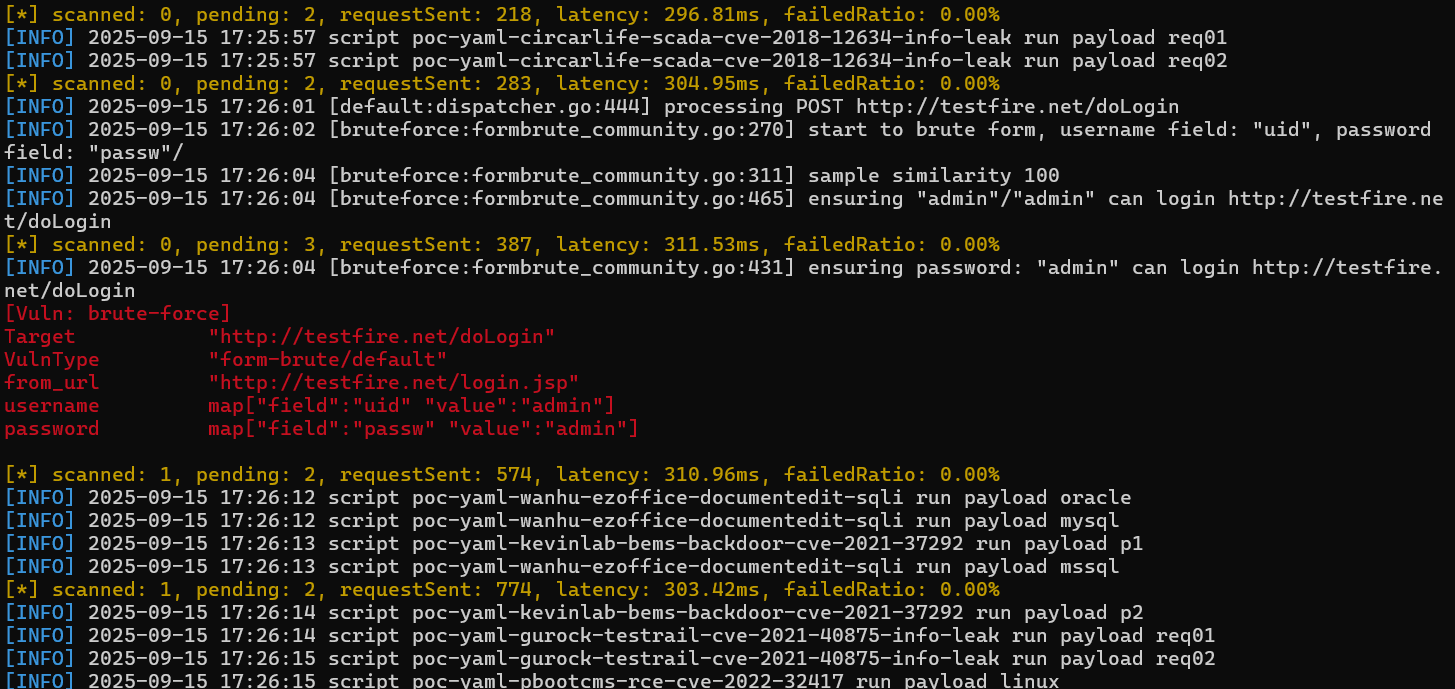 [*] scanned: 0, pending: 2, requestSent: 218, latency: 296.81ms, failedRatio: 0.00%
[INFO] 2025-09-15 17:25:57 script poc-yaml-circarlife-scada-cve-2018-12634-info-leak run payload req01
[INFO] 2025-09-15 17:25:57 script poc-yaml-circarlife-scada-cve-2018-12634-info-leak run payload req02
[*] scanned: 0, pending: 2, requestSent: 283, latency: 304.95ms, failedRatio: 0.00%
[INFO] 2025-09-15 17:26:01 [default:dispatcher.go:444] processing POST http://testfire.net/doLogin
[INFO] 2025-09-15 17:26:02 [bruteforce:formbrute_community.go:270] start to brute form, username field: "uid", password
field: "passw"/
[INFO] 2025-09-15 17:26:04 [bruteforce:formbrute_community.go:311] sample similarity 100
[INFO] 2025-09-15 17:26:04 [bruteforce:formbrute_community.go:465] ensuring "admin"/"admin" can login http://testfire.ne
t/doLogin
[*] scanned: 0, pending: 3, requestSent: 387, latency: 311.53ms, failedRatio: 0.00%
[INFO] 2025-09-15 17:26:04 [bruteforce:formbrute_community.go:431] ensuring password: "admin" can login http://testfire.
net/doLogin
[Vuln: brute-force]
Target "http://testfire.net/doLogin"
VulnType "form-brute/default"
from_url "http://testfire.net/login.jsp"
username map["field":"uid" "value":"admin"]
password map["field":"passw" "value":"admin"]
[*] scanned: 1, pending: 2, requestSent: 574, latency: 310.96ms, failedRatio: 0.00%
[INFO] 2025-09-15 17:26:12 script poc-yaml-wanhu-ezoffice-documentedit-sqli run payload oracle
[INFO] 2025-09-15 17:26:12 script poc-yaml-wanhu-ezoffice-documentedit-sqli run payload mysql
[INFO] 2025-09-15 17:26:13 script poc-yaml-kevinlab-bems-backdoor-cve-2021-37292 run payload p1
[INFO] 2025-09-15 17:26:13 script poc-yaml-wanhu-ezoffice-documentedit-sqli run payload mssql
[*] scanned: 1, pending: 2, requestSent: 774, latency: 303.42ms, failedRatio: 0.00%
[INFO] 2025-09-15 17:26:14 script poc-yaml-kevinlab-bems-backdoor-cve-2021-37292 run payload p2
[INFO] 2025-09-15 17:26:14 script poc-yaml-gurock-testrail-cve-2021-40875-info-leak run payload req01
[INFO] 2025-09-15 17:26:15 script poc-yaml-gurock-testrail-cve-2021-40875-info-leak run payload req02
[INFO] 2025-09-15 17:26:15 script poc-yaml-pbootcms-rce-cve-2022-32417 run payload linux